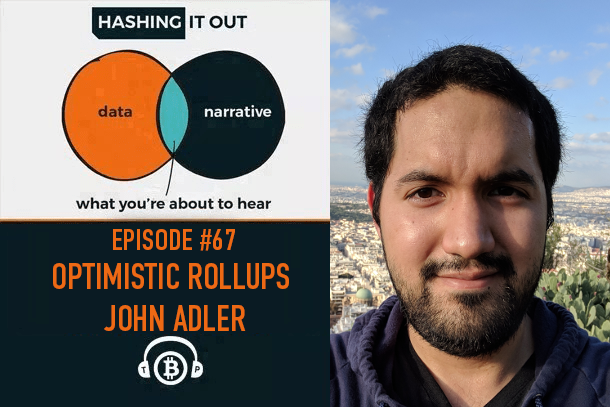 HASHING IT OUT
data narrative
what you're about to hear
EPISODE #67
OPTIMISTIC ROLLUPS
JOHN ADLER
T ₿ P